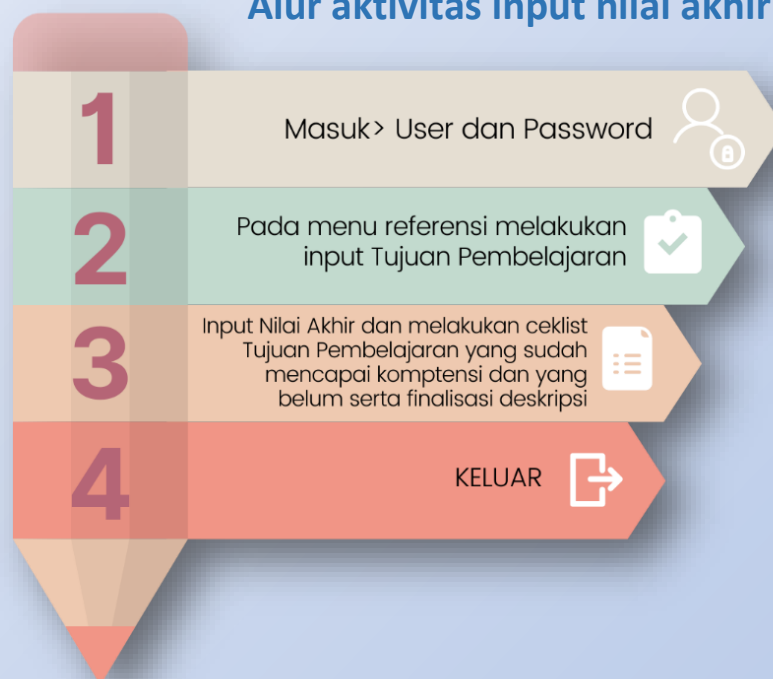 Alur aktivitas input nilai akhir
1
Masuk> User dan Password
2
Pada menu referensi melakukan
input Tujuan Pembelajaran
3
Input Nilai Akhir dan melakukan ceklist
Tujuan Pembelajaran yang sudah
mencapai komptensi dan yang
belum serta finalisasi deskripsi
4
KELUAR